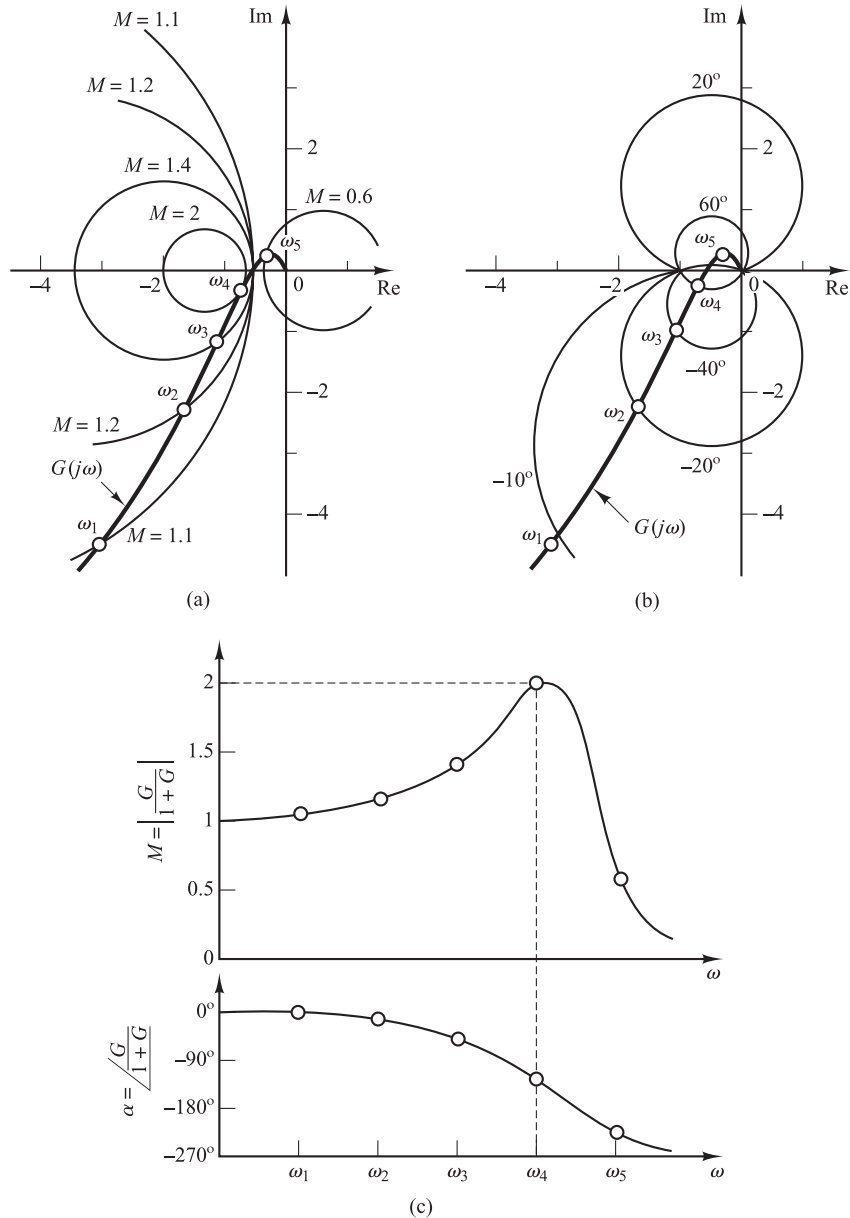 Im
M = 1.1
M = 1.2
M = 1.4
M = 2
M = 0.6
2
ω5
−4
−2
0
Re
ω4
ω3
−2
ω2
M = 1.2
G(jω)
−4
ω1
M = 1.1
(a)
Im
20°
2
60°
ω5
−4
−2
0
Re
ω4
ω3
−40°
−2
ω2
−20°
−10°
−4
ω1
G(jω)
(b)
M = |G/(1 + G)|
2
1.5
1
0.5
0
ω
α = ∠G/(1 + G)
0°
−90°
−180°
−270°
ω1 ω2 ω3 ω4 ω5 ω
(c)